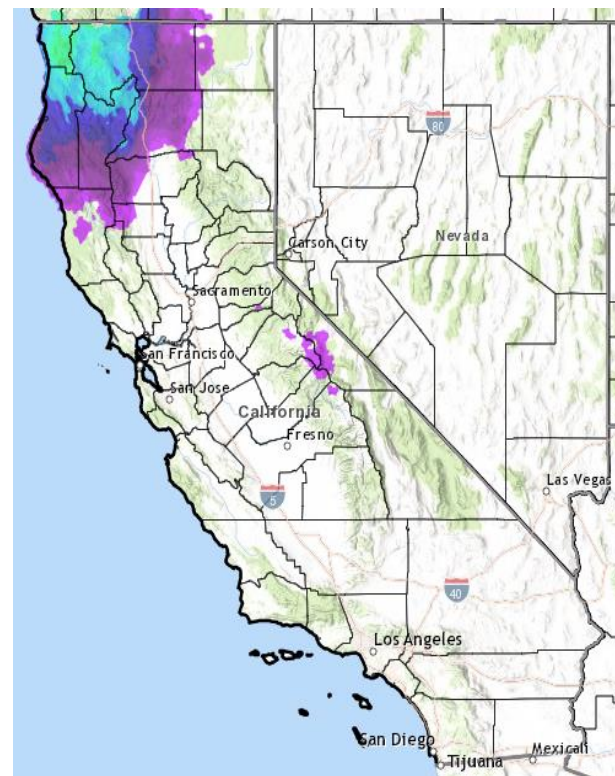 80
Nevada
Carson City
Sacramento
San Francisco
San Jose
California
Fresno
Las Vegas
5
40
Los Angeles
San Diego
Mexicali
Tijuana